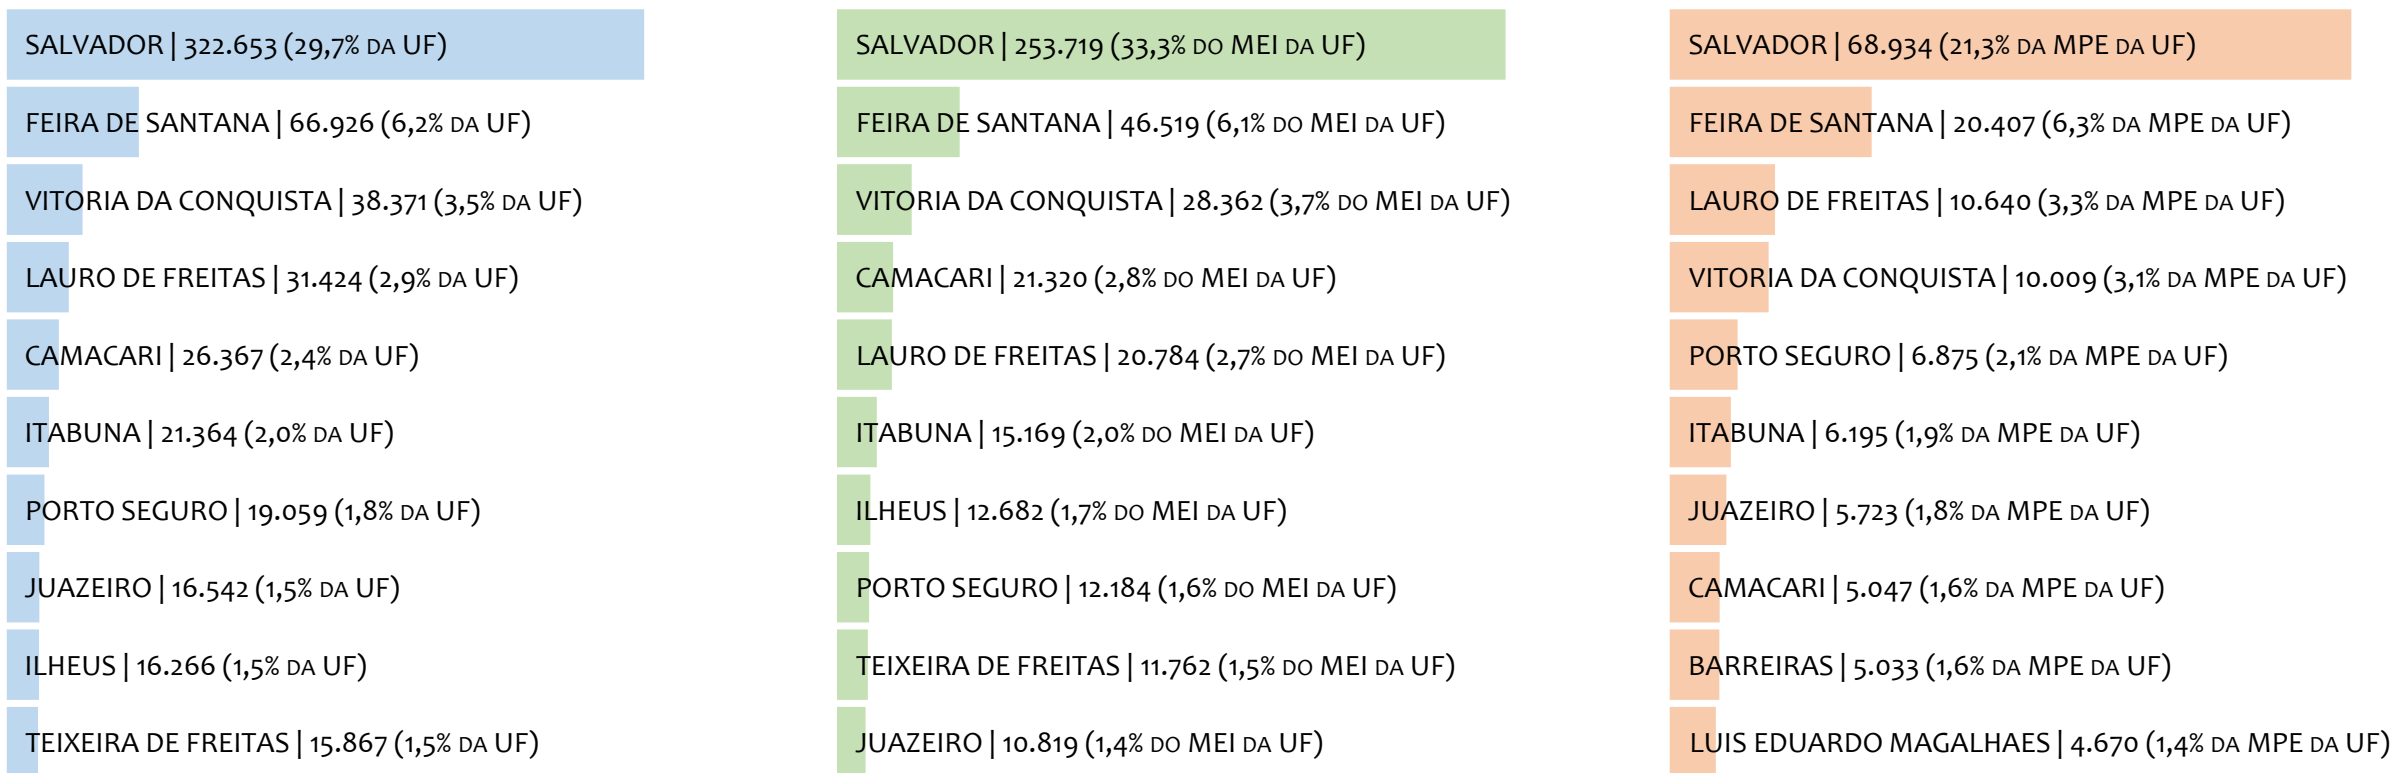 SALVADOR | 322.653 (29,7% DA UF)
FEIRA DE SANTANA | 66.926 (6,2% DA UF)
VITORIA DA CONQUISTA | 38.371 (3,5% DA UF)
LAURO DE FREITAS | 31.424 (2,9% DA UF)
CAMACARI | 26.367 (2,4% DA UF)
ITABUNA | 21.364 (2,0% DA UF)
PORTO SEGURO | 19.059 (1,8% DA UF)
JUAZEIRO | 16.542 (1,5% DA UF)
ILHEUS | 16.266 (1,5% DA UF)
TEIXEIRA DE FREITAS | 15.867 (1,5% DA UF)
SALVADOR | 253.719 (33,3% DO MEI DA UF)
FEIRA DE SANTANA | 46.519 (6,1% DO MEI DA UF)
VITORIA DA CONQUISTA | 28.362 (3,7% DO MEI DA UF)
CAMACARI | 21.320 (2,8% DO MEI DA UF)
LAURO DE FREITAS | 20.784 (2,7% DO MEI DA UF)
ITABUNA | 15.169 (2,0% DO MEI DA UF)
ILHEUS | 12.682 (1,7% DO MEI DA UF)
PORTO SEGURO | 12.184 (1,6% DO MEI DA UF)
TEIXEIRA DE FREITAS | 11.762 (1,5% DO MEI DA UF)
JUAZEIRO | 10.819 (1,4% DO MEI DA UF)
SALVADOR | 68.934 (21,3% DA MPE DA UF)
FEIRA DE SANTANA | 20.407 (6,3% DA MPE DA UF)
LAURO DE FREITAS | 10.640 (3,3% DA MPE DA UF)
VITORIA DA CONQUISTA | 10.009 (3,1% DA MPE DA UF)
PORTO SEGURO | 6.875 (2,1% DA MPE DA UF)
ITABUNA | 6.195 (1,9% DA MPE DA UF)
JUAZEIRO | 5.723 (1,8% DA MPE DA UF)
CAMACARI | 5.047 (1,6% DA MPE DA UF)
BARREIRAS | 5.033 (1,6% DA MPE DA UF)
LUIS EDUARDO MAGALHAES | 4.670 (1,4% DA MPE DA UF)